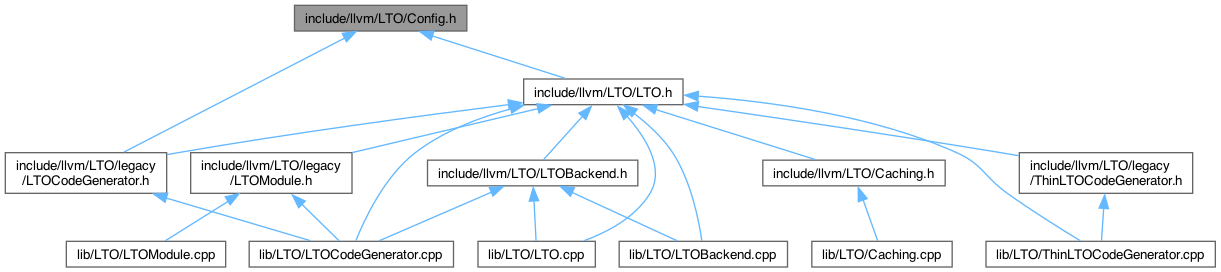 include/llvm/LTO/Config.h
include/llvm/LTO/LTO.h
include/llvm/LTO/legacy
/LTOCodeGenerator.h
include/llvm/LTO/legacy
/LTOModule.h
include/llvm/LTO/LTOBackend.h
include/llvm/LTO/Caching.h
include/llvm/LTO/legacy
/ThinLTOCodeGenerator.h
lib/LTO/LTOModule.cpp
lib/LTO/LTOCodeGenerator.cpp
lib/LTO/LTO.cpp
lib/LTO/LTOBackend.cpp
lib/LTO/Caching.cpp
lib/LTO/ThinLTOCodeGenerator.cpp